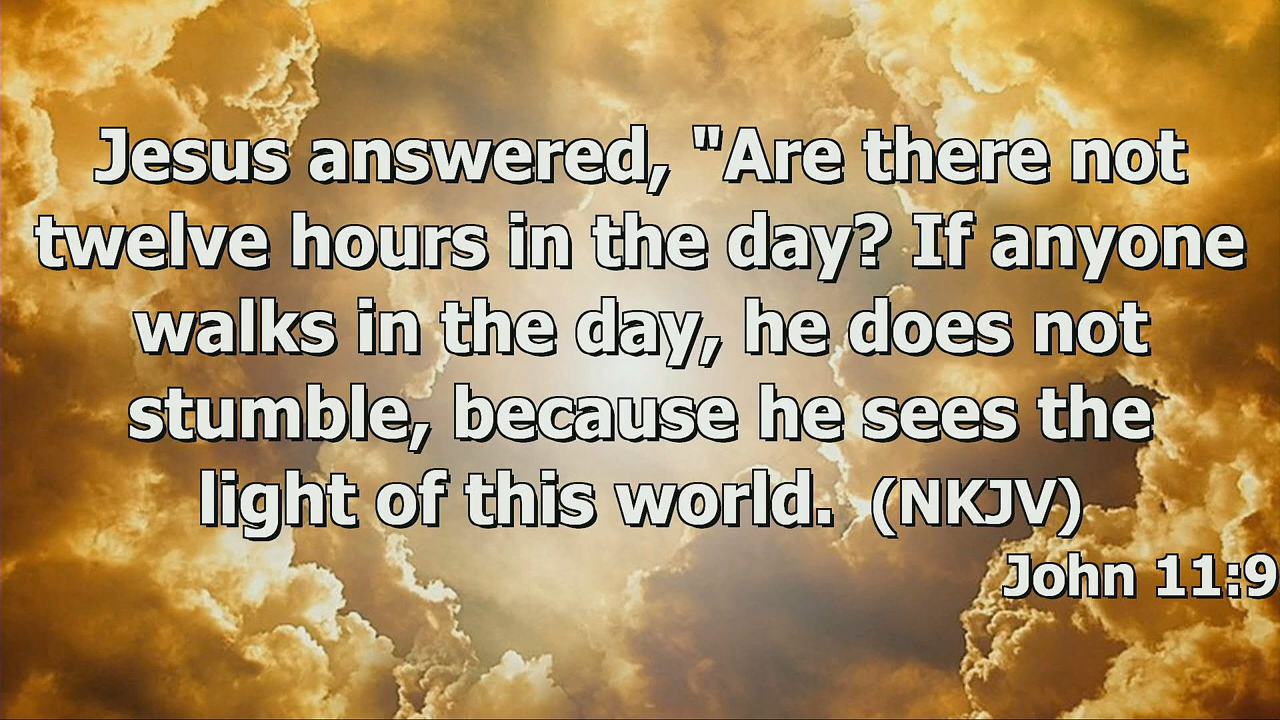 Jesus answered, "Are there not
twelve hours in the day? If anyone
walks in the day, he does not
stumble, because he sees the
light of this world. (NKJV)
John 11:9